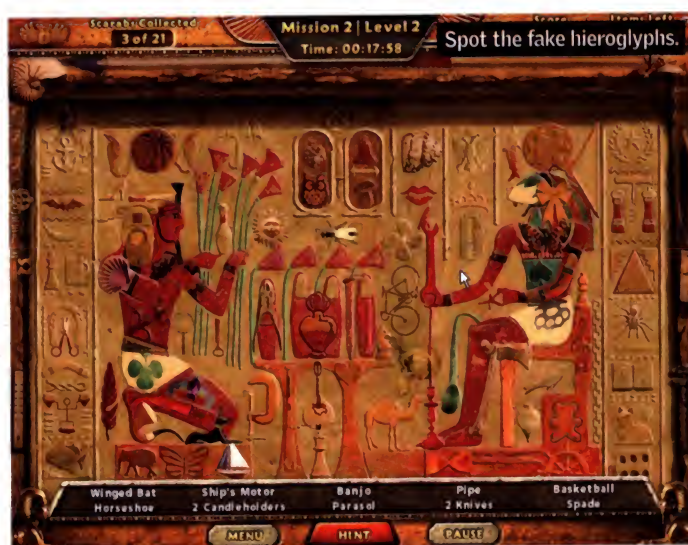 Scarabs Collected
3 of 21
Mission 2 | Level 2
Time: 00:17:58
Score
Items Left
Spot the fake hieroglyphs.
Winged Bat
Ship's Motor
Banjo
Pipe
Basketball
Horseshoe
2 Candleholders
Parasol
2 Knives
Spade
MENU
HINT
PAUSE